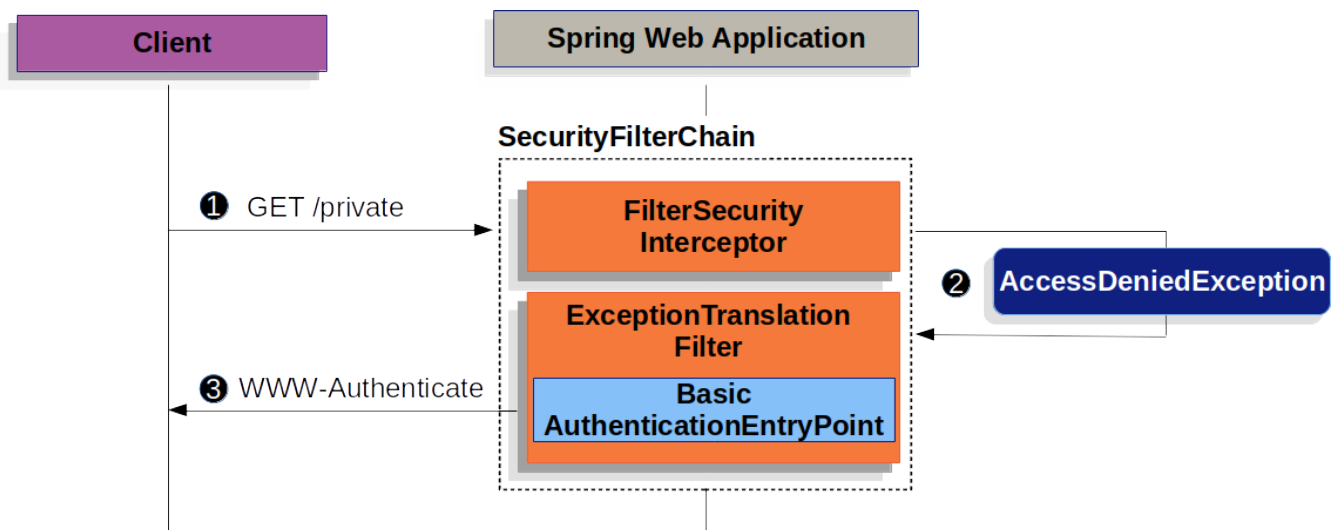 Client
Spring Web Application
SecurityFilterChain
❶ GET /private
FilterSecurity
Interceptor
❷ AccessDeniedException
ExceptionTranslation
Filter
❸ WWW-Authenticate
Basic
AuthenticationEntryPoint